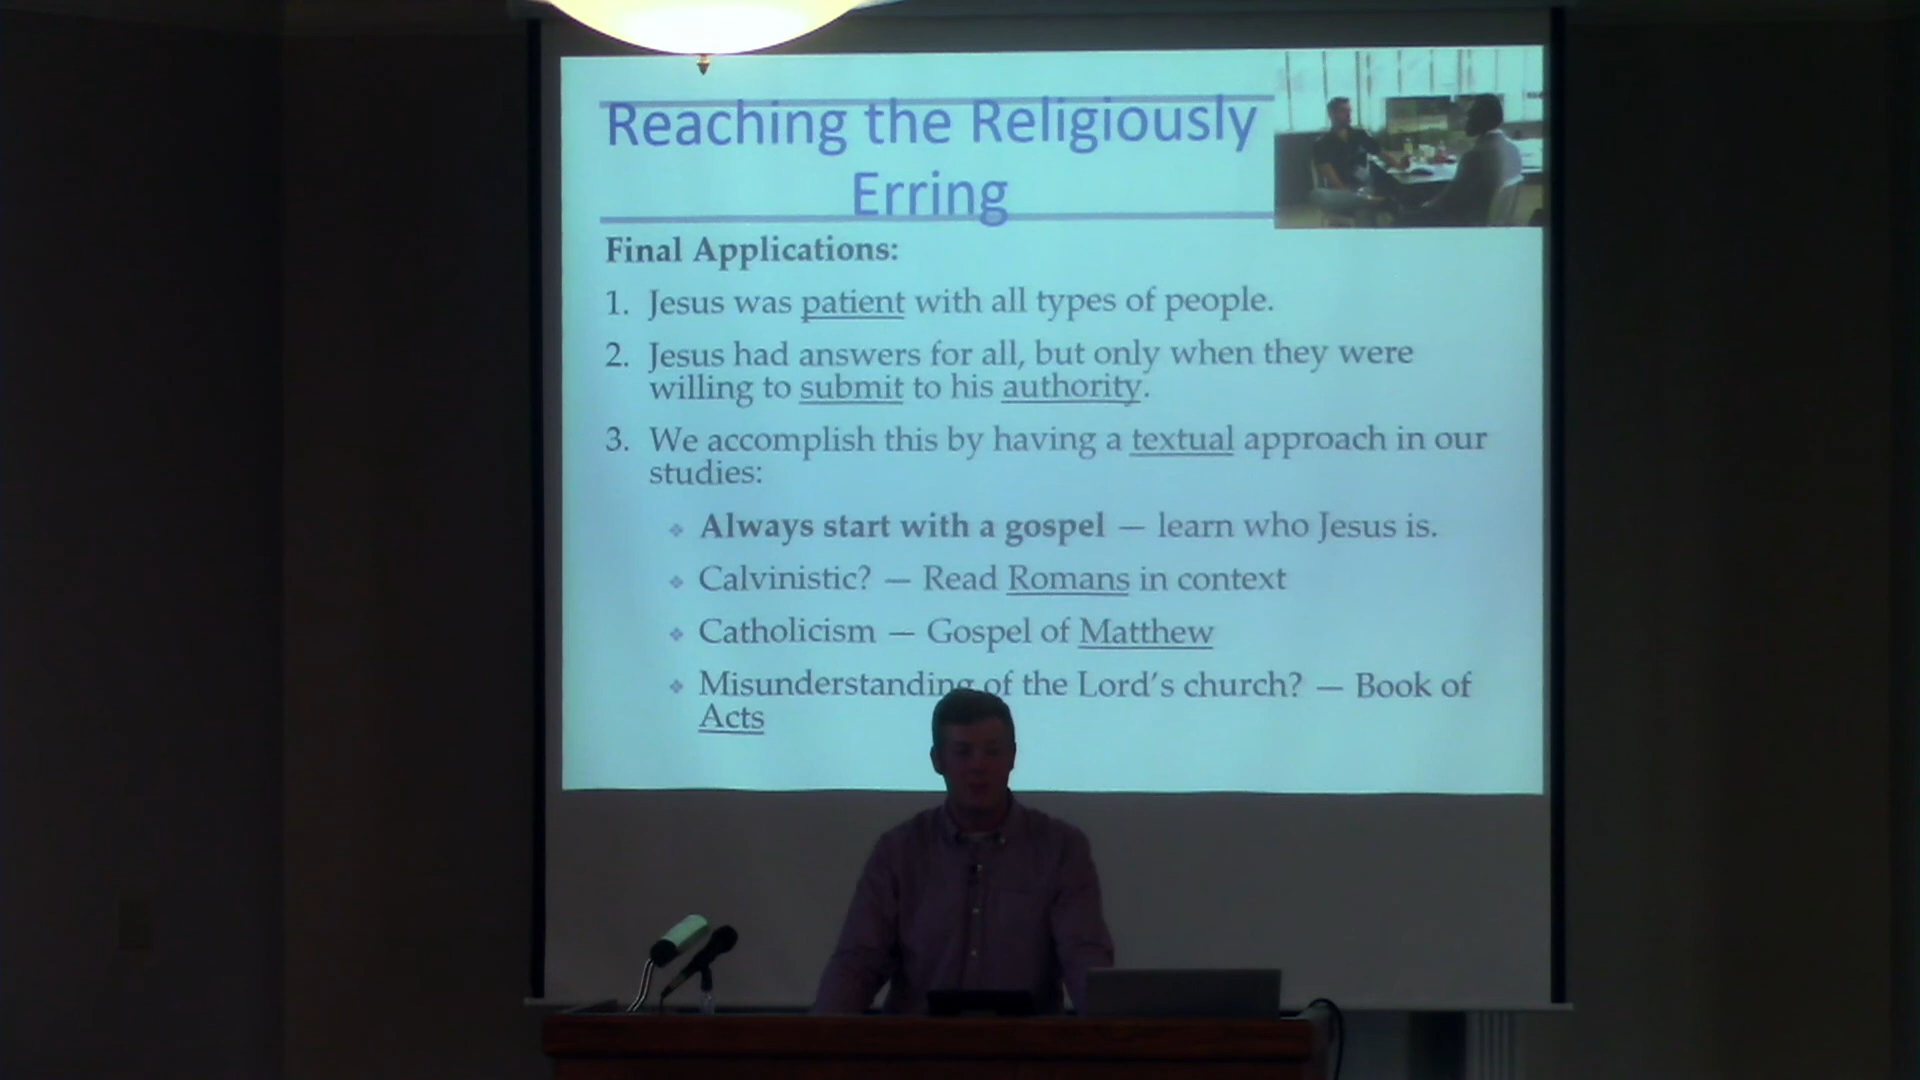 Reaching the Religiously
Erring
Final Applications:
1. Jesus was patient with all types of people.
2. Jesus had answers for all, but only when they were
willing to submit to his authority.
3. We accomplish this by having a textual approach in our
studies:
❖ Always start with a gospel — learn who Jesus is.
❖ Calvinistic? — Read Romans in context
❖ Catholicism — Gospel of Matthew
❖ Misunderstanding of the Lord's church? — Book of
Acts